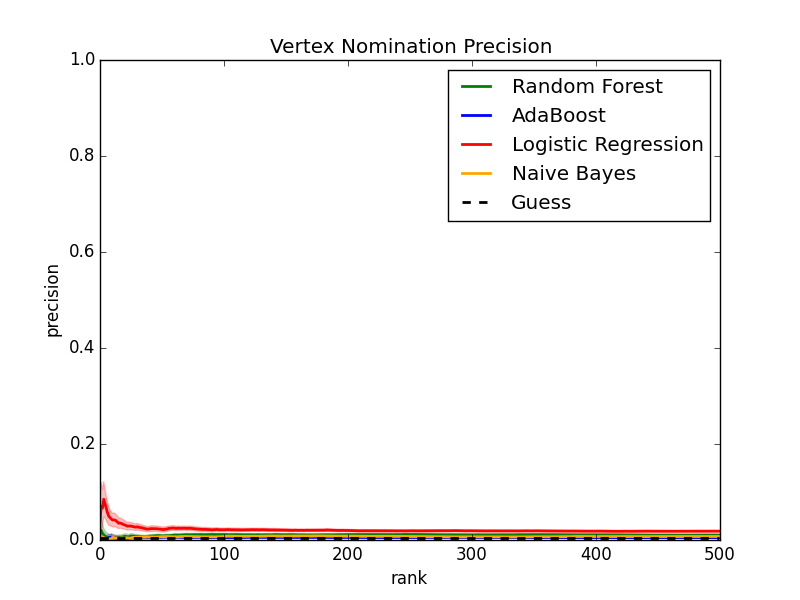 Vertex Nomination Precision
1.0
0.8
0.6
0.4
0.2
0.0
precision
Random Forest
AdaBoost
Logistic Regression
Naive Bayes
Guess
0
100
200
300
400
500
rank